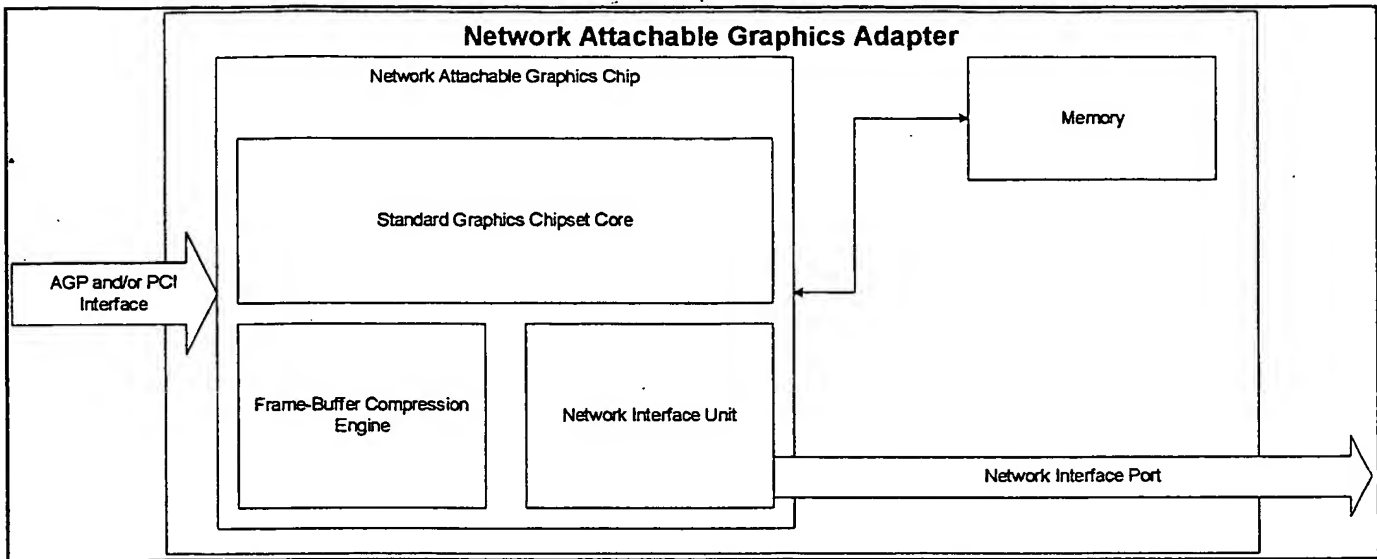 Network Attachable Graphics Adapter
Network Attachable Graphics Chip
Memory
Standard Graphics Chipset Core
AGP and/or PCI
Interface
Frame-Buffer Compression
Engine
Network Interface Unit
Network Interface Port